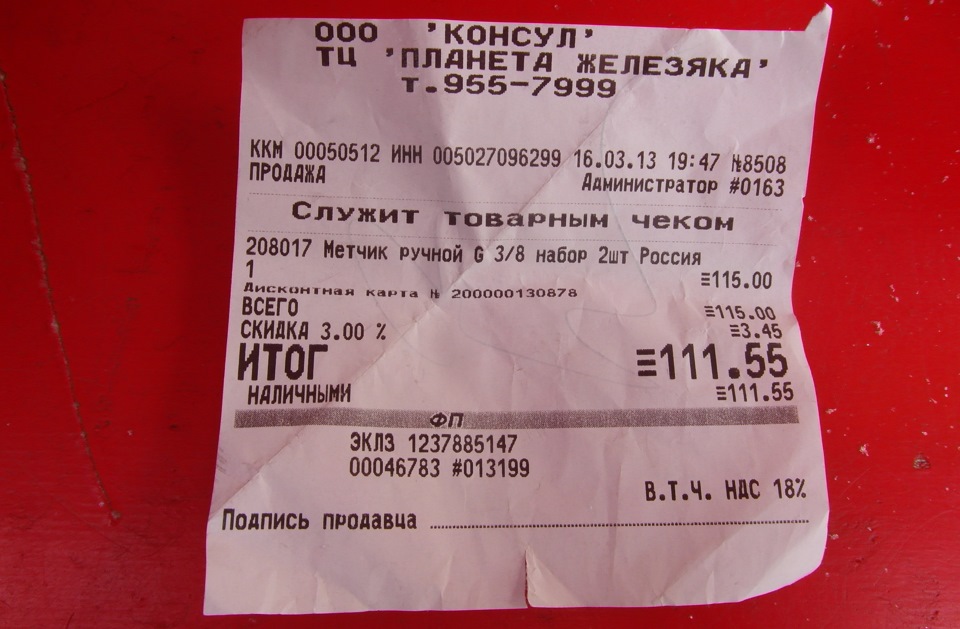 ООО 'КОНСУЛ'
ТЦ 'ПЛАНЕТА ЖЕЛЕЗЯКА'
т.955-7999
ККМ 00050512 ИНН 005027096299 16.03.13 19:47 №8508
ПРОДАЖА Администратор #0163
Служит товарным чеком
208017 Метчик ручной G 3/8 набор 2шт Россия
1 ≡115.00
Дисконтная карта № 200000130878
ВСЕГО ≡115.00
СКИДКА 3.00 % ≡3.45
ИТОГ ≡111.55
НАЛИЧНЫМИ ≡111.55
ФП
ЭКЛЗ 1237885147
00046783 #013199
В.Т.Ч. НДС 18%
Подпись продавца ........................